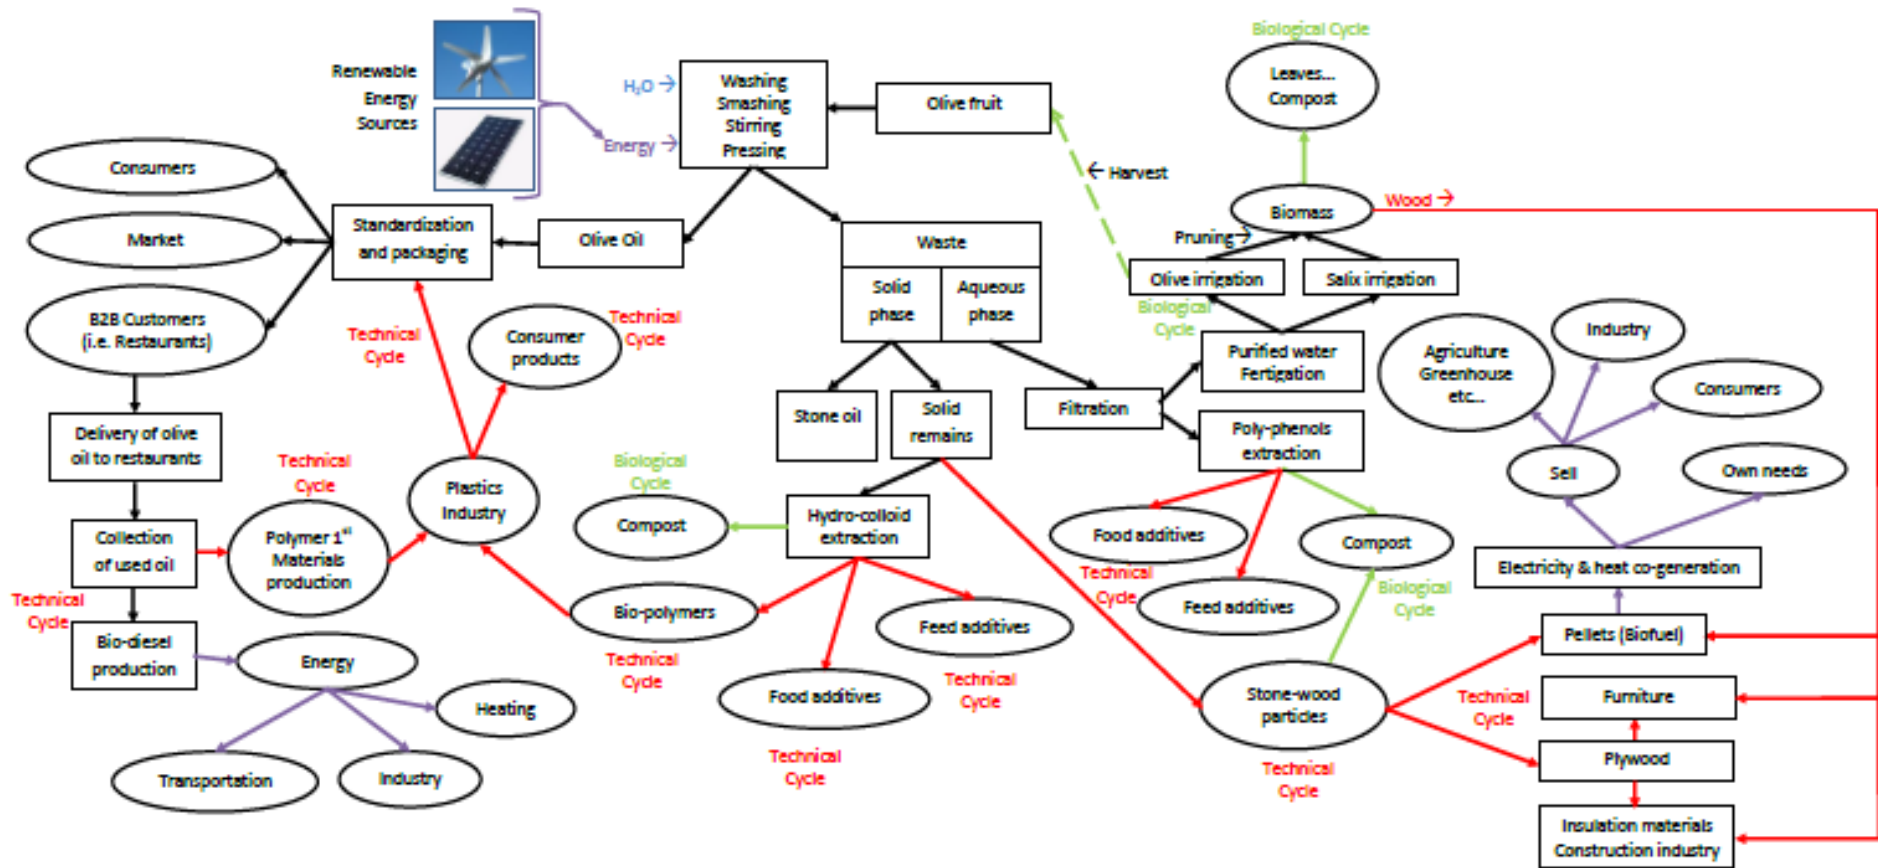 Biological Cycle
Leaves...
Compost
Renewable
Energy
Sources
H₂O →
Energy →
Washing
Smashing
Stirring
Pressing
Olive fruit
← Harvest
Biomass
Wood →
Pruning→
Consumers
Market
B2B Customers
(i.e. Restaurants)
Standardization
and packaging
Olive Oil
Waste
Solid
phase
Aqueous
phase
Olive irrigation
Salix irrigation
Biological
Cycle
Purified water
Fertigation
Technical
Cycle
Consumer
products
Technical
Cycle
Stone oil
Solid
remains
Filtration
Poly-phenols
extraction
Agriculture
Greenhouse
etc...
Industry
Consumers
Sell
Own needs
Delivery of olive
oil to restaurants
Technical
Cycle
Plastics
Industry
Biological
Cycle
Compost
Hydro-colloid
extraction
Food additives
Technical
Cycle
Feed additives
Compost
Biological
Cycle
Electricity & heat co-generation
Collection
of used oil
Polymer 1st
Materials
production
Technical
Cycle
Bio-diesel
production
Energy
Heating
Transportation
Industry
Bio-polymers
Technical
Cycle
Food additives
Technical
Cycle
Feed additives
Technical
Cycle
Stone-wood
particles
Technical
Cycle
Pellets (Biofuel)
Technical
Cycle
Furniture
Plywood
Insulation materials
Construction industry